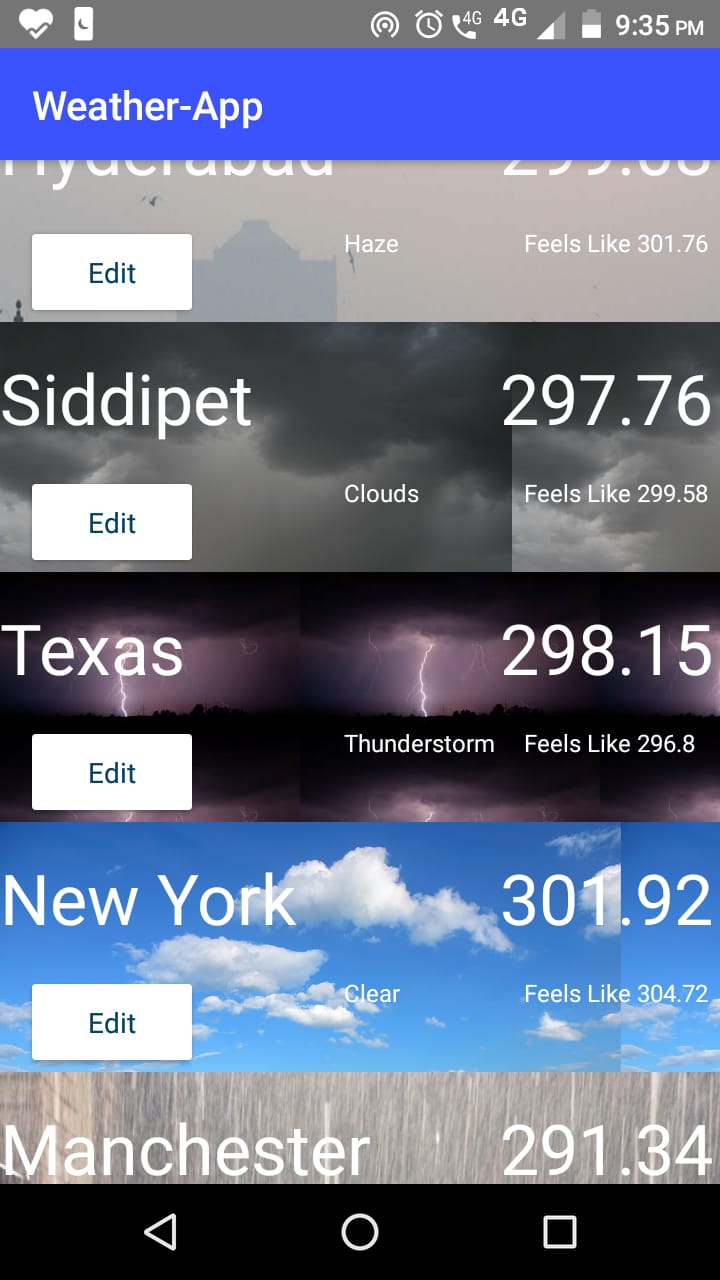 4G 4G 9:35 PM
Weather-App
Hyderabad
Haze Feels Like 301.76
Edit
Siddipet 297.76
Clouds Feels Like 299.58
Edit
Texas 298.15
Thunderstorm Feels Like 296.8
Edit
New York 301.92
Clear Feels Like 304.72
Edit
Manchester 291.34